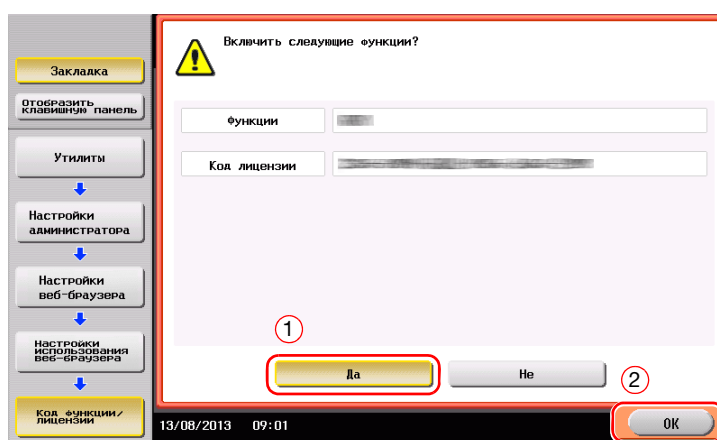 Включить следующие функции?
Закладка
Отобразить
клавишную панель
Функции
Утилиты
Код лицензии
Настройки
администратора
Настройки
веб-браузера
1
Настройки
использования
веб-браузера
Да
Не
2
Код функции/
лицензии
13/08/2013 09:01
OK